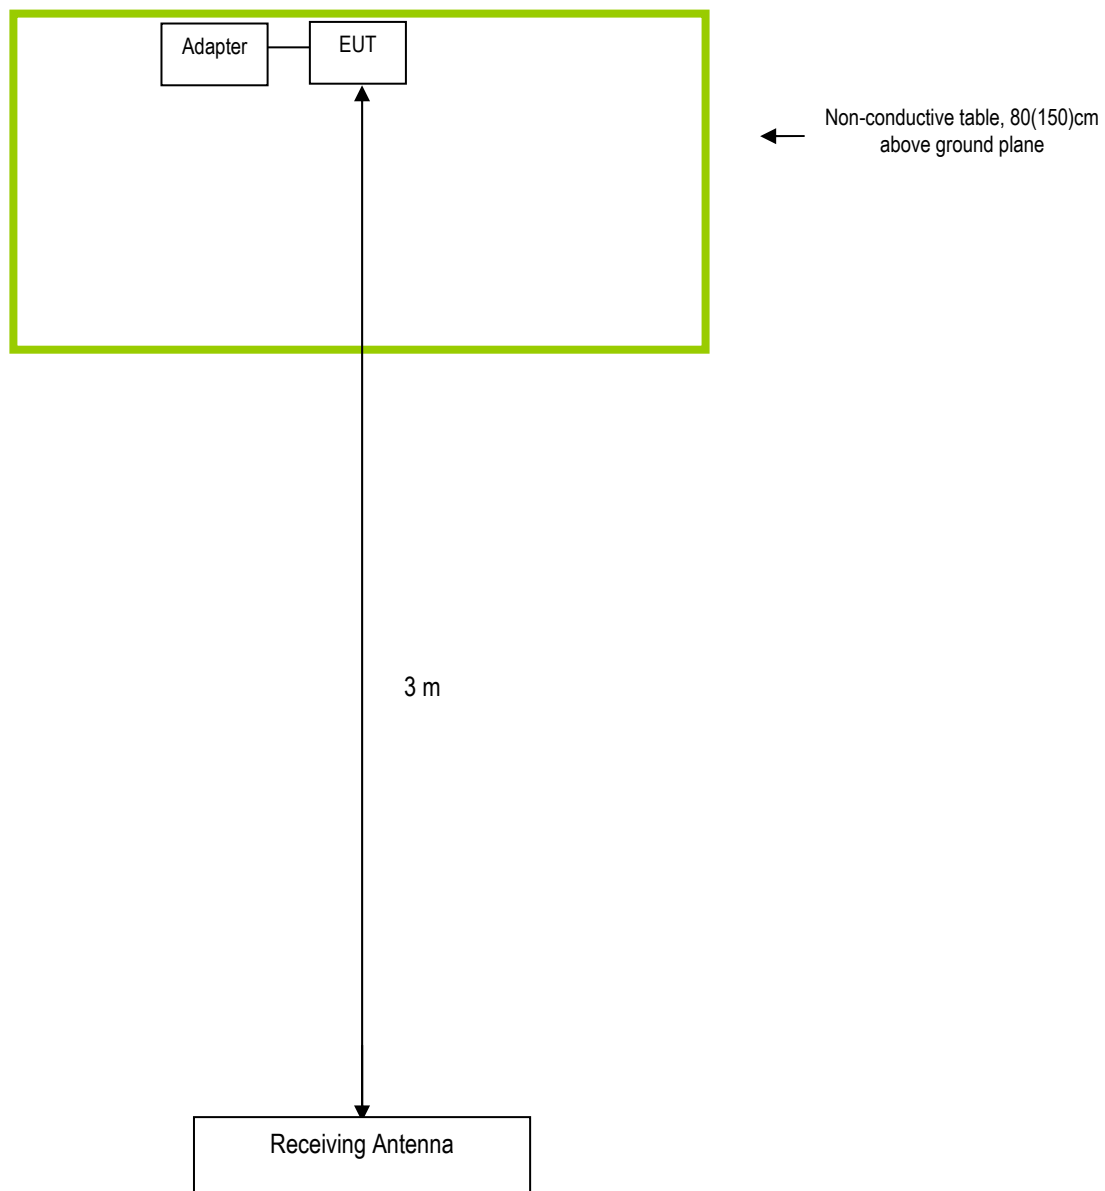 Adapter
EUT
Non-conductive table, 80(150)cm
above ground plane
3 m
Receiving Antenna